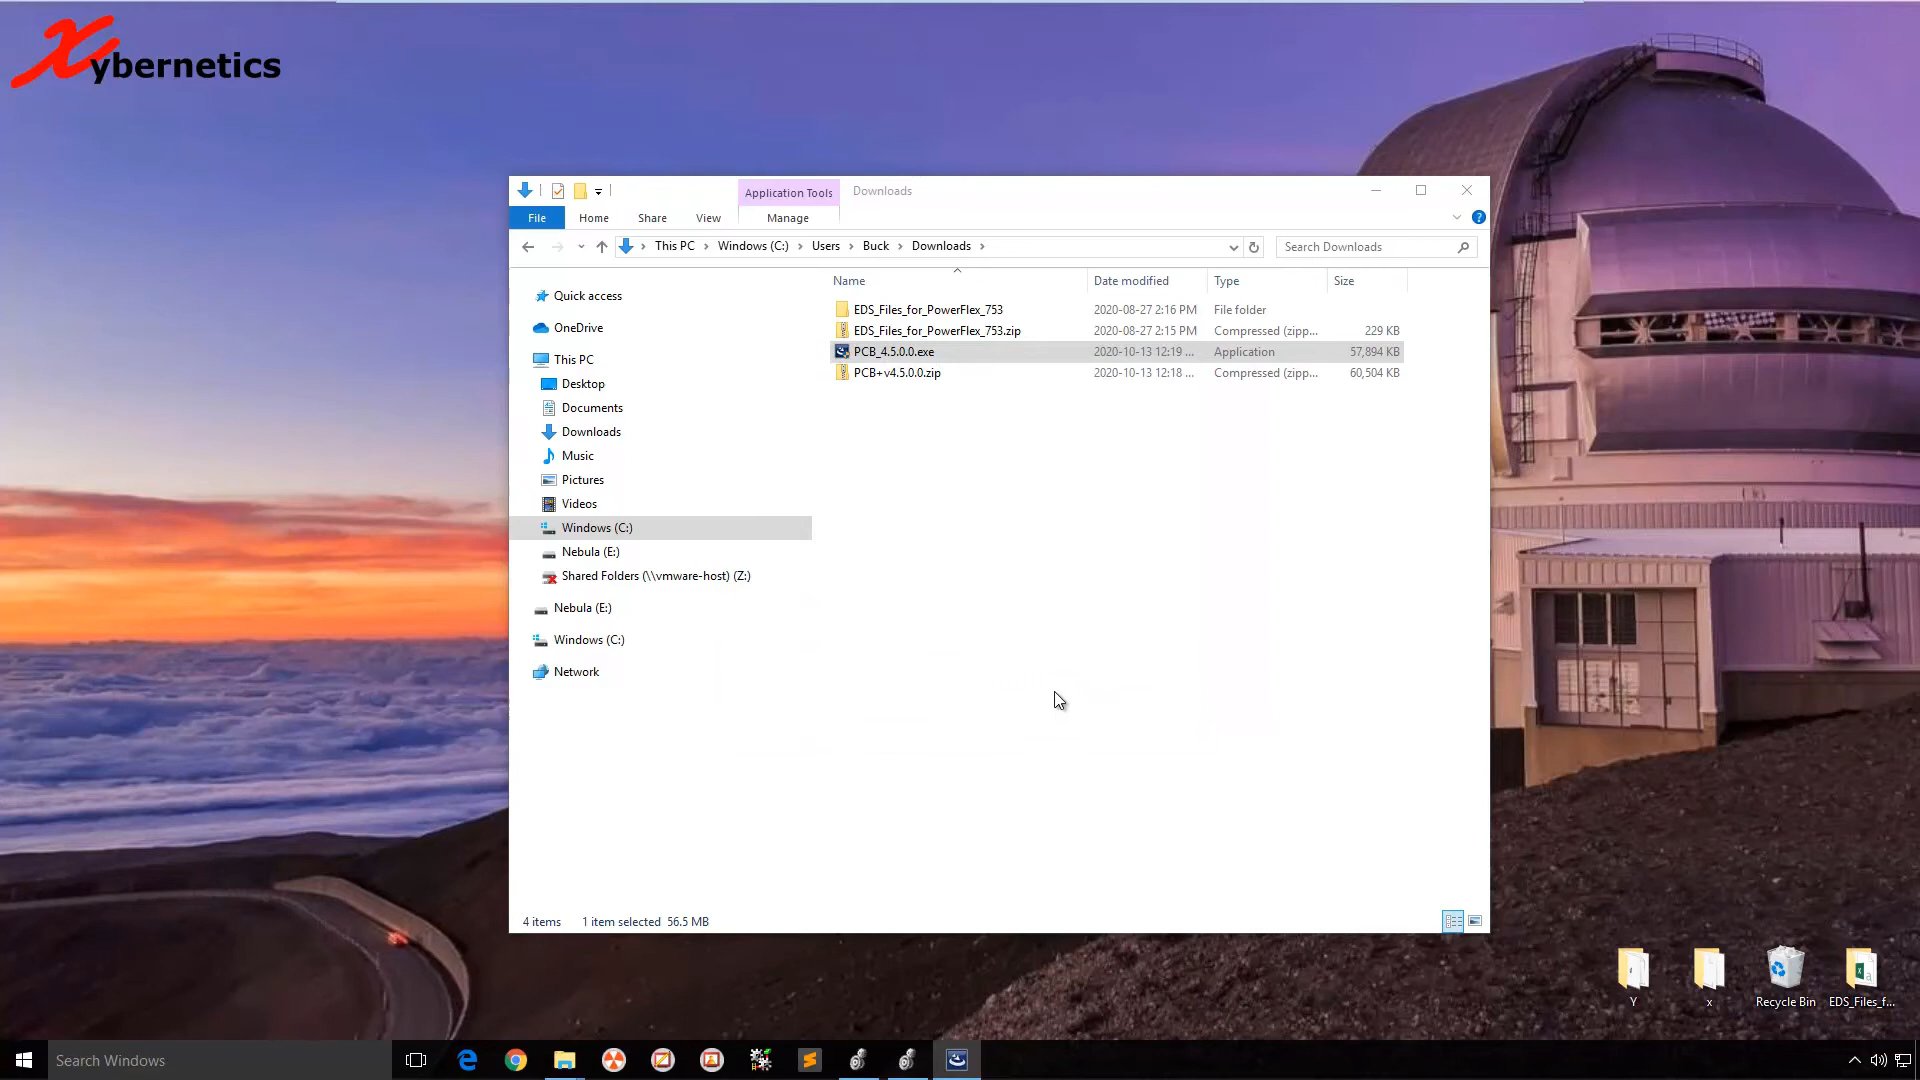 Xybernetics
Application Tools
Downloads
File
Home
Share
View
Manage
This PC
Windows (C:)
Users
Buck
Downloads
Search Downloads
Name
Date modified
Type
Size
EDS_Files_for_PowerFlex_753
2020-08-27 2:16 PM
File folder
EDS_Files_for_PowerFlex_753.zip
2020-08-27 2:15 PM
Compressed (zipp...
229 KB
PCB_4.5.0.0.exe
2020-10-13 12:19 ...
Application
57,894 KB
PCB+v4.5.0.0.zip
2020-10-13 12:18 ...
Compressed (zipp...
60,504 KB
Quick access
OneDrive
This PC
Desktop
Documents
Downloads
Music
Pictures
Videos
Windows (C:)
Nebula (E:)
Shared Folders (\\vmware-host) (Z:)
Nebula (E:)
Windows (C:)
Network
4 items
1 item selected 56.5 MB
Y
x
Recycle Bin
EDS_Files_f...
Search Windows